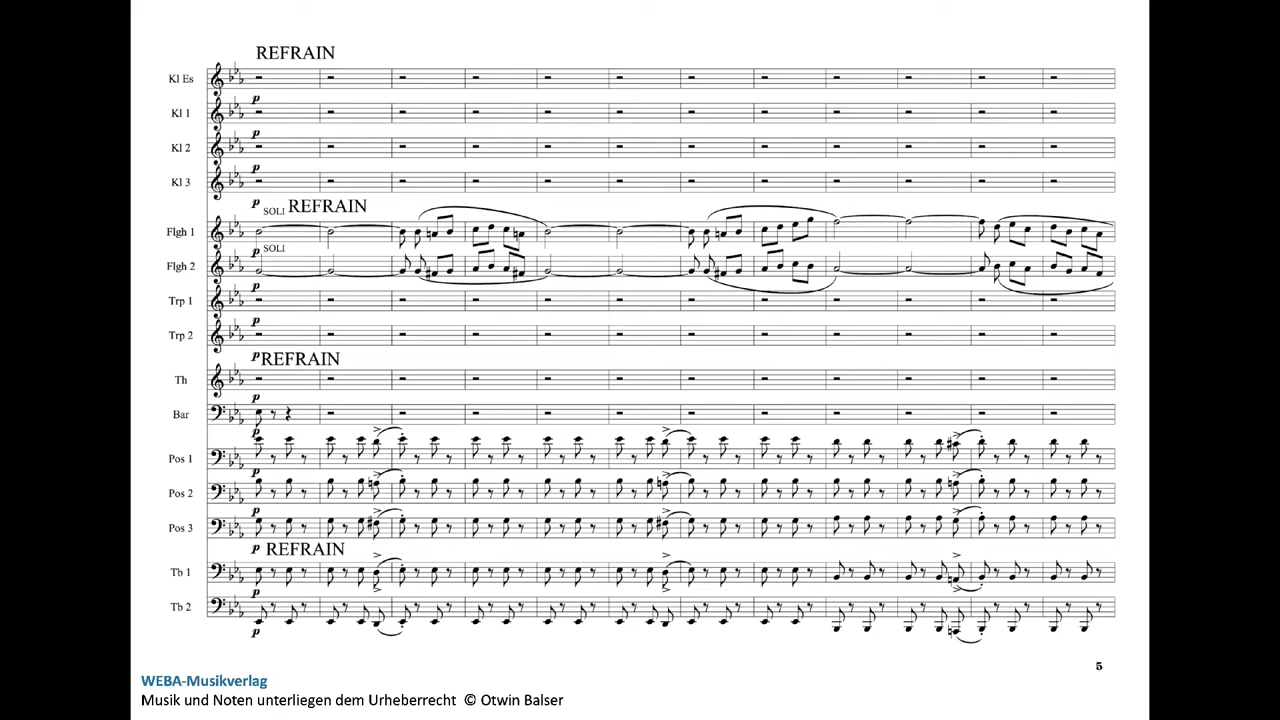 REFRAIN
Kl Es
p
Kl 1
p
Kl 2
p
Kl 3
p
SOLI REFRAIN
Flgh 1
p
SOLI
Flgh 2
p
Trp 1
p
Trp 2
p REFRAIN
Th
p
Bar
p
Pos 1
p
Pos 2
p
Pos 3
p REFRAIN
Tb 1
p
Tb 2
p
5
WEBA-Musikverlag
Musik und Noten unterliegen dem Urheberrecht © Otwin Balser